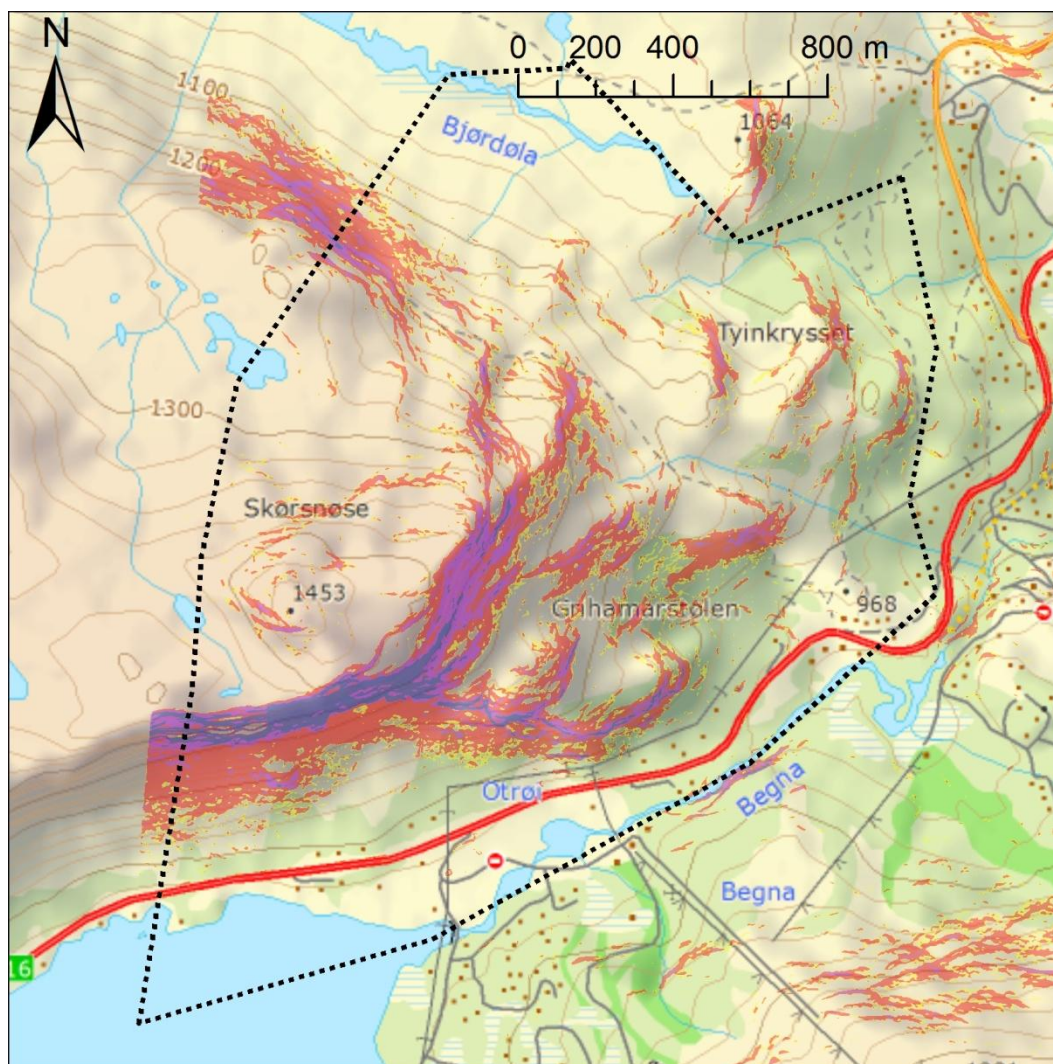 N
0 200 400 800 m
1100
1064
Bjørdøla
1200
Tyinkrysset
1300
Skørsnøse
1453
Grihamarstølen
968
Otrøi
Begna
Begna
16